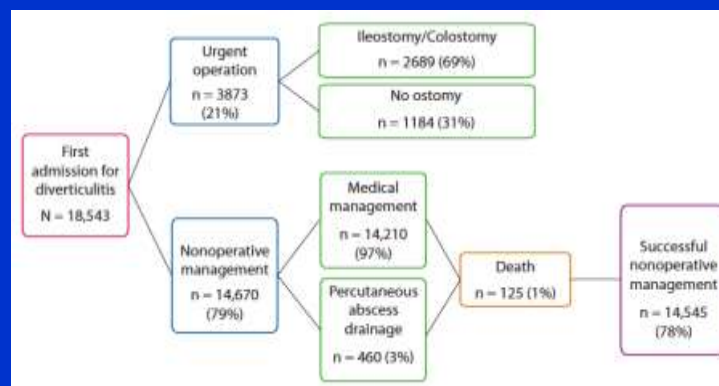 First
admission for
diverticulitis
N = 18,543
Urgent
operation
n = 3873
(21%)
Ileostomy/Colostomy
n = 2689 (69%)
No ostomy
n = 1184 (31%)
Nonoperative
management
n = 14,670
(79%)
Medical
management
n = 14,210
(97%)
Percutaneous
abscess
drainage
n = 460 (3%)
Death
n = 125 (1%)
Successful
nonoperative
management
n = 14,545
(78%)